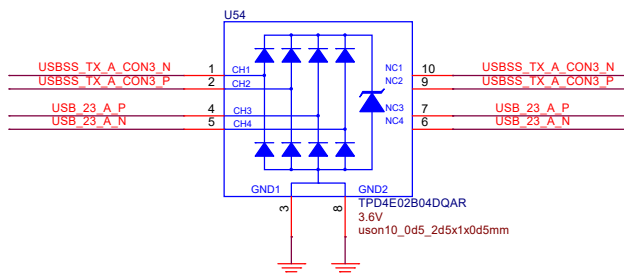 U54
USBSS_TX_A_CON3_N 1 CH1 NC1 10 USBSS_TX_A_CON3_N
USBSS_TX_A_CON3_P 2 CH2 NC2 9 USBSS_TX_A_CON3_P
USB_23_A_P 4 CH3 NC3 7 USB_23_A_P
USB_23_A_N 5 CH4 NC4 6 USB_23_A_N
GND1 GND2
3 8
TPD4E02B04DQAR
3.6V
uson10_0d5_2d5x1x0d5mm